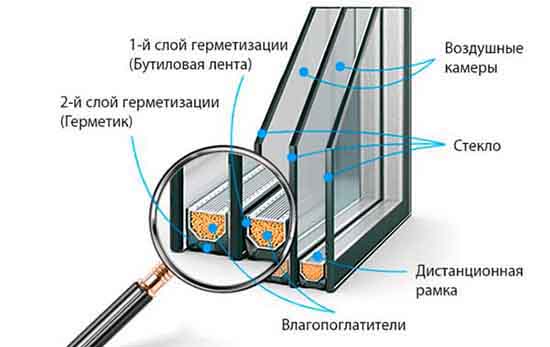 1-й слой герметизации
(Бутиловая лента)
2-й слой герметизации
(Герметик)
Воздушные
камеры
Стекло
Дистанционная
рамка
Влагопоглатители